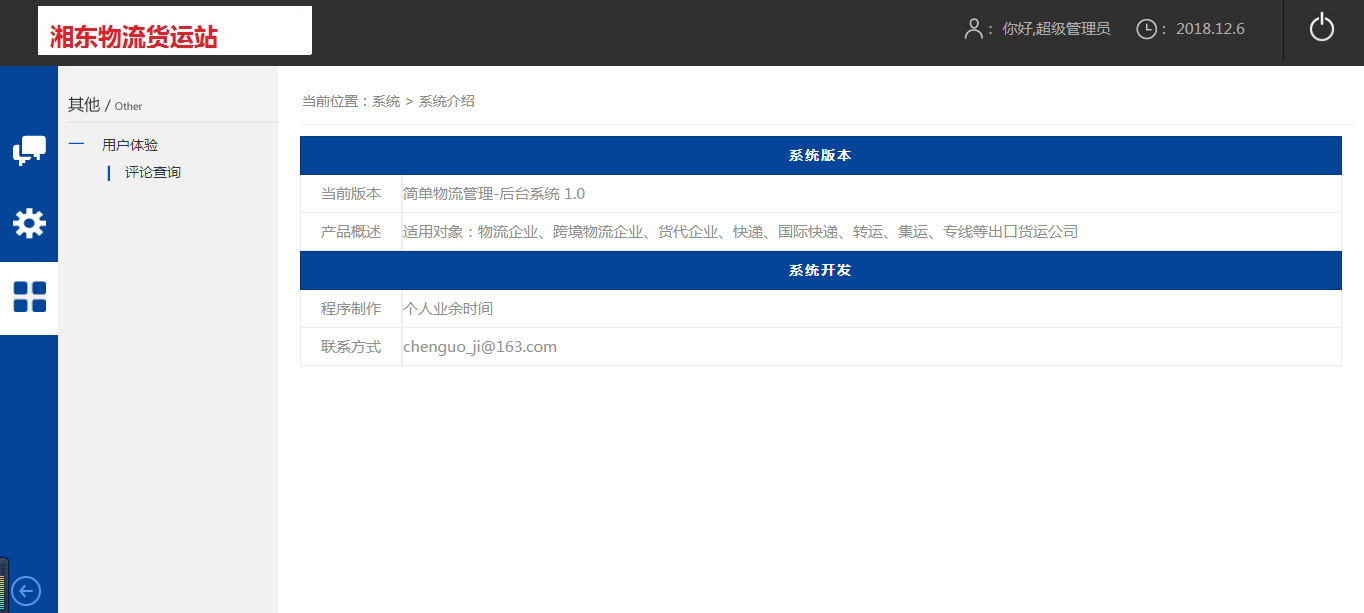 湘东物流货运站
: 你好,超级管理员
: 2018.12.6
其他 / Other
用户体验
评论查询
当前位置：系统 > 系统介绍
系统版本
当前版本 简单物流管理-后台系统 1.0
产品概述 适用对象：物流企业、跨境物流企业、货代企业、快递、国际快递、转运、集运、专线等出口货运公司
系统开发
程序制作 个人业余时间
联系方式 chenguo_ji@163.com